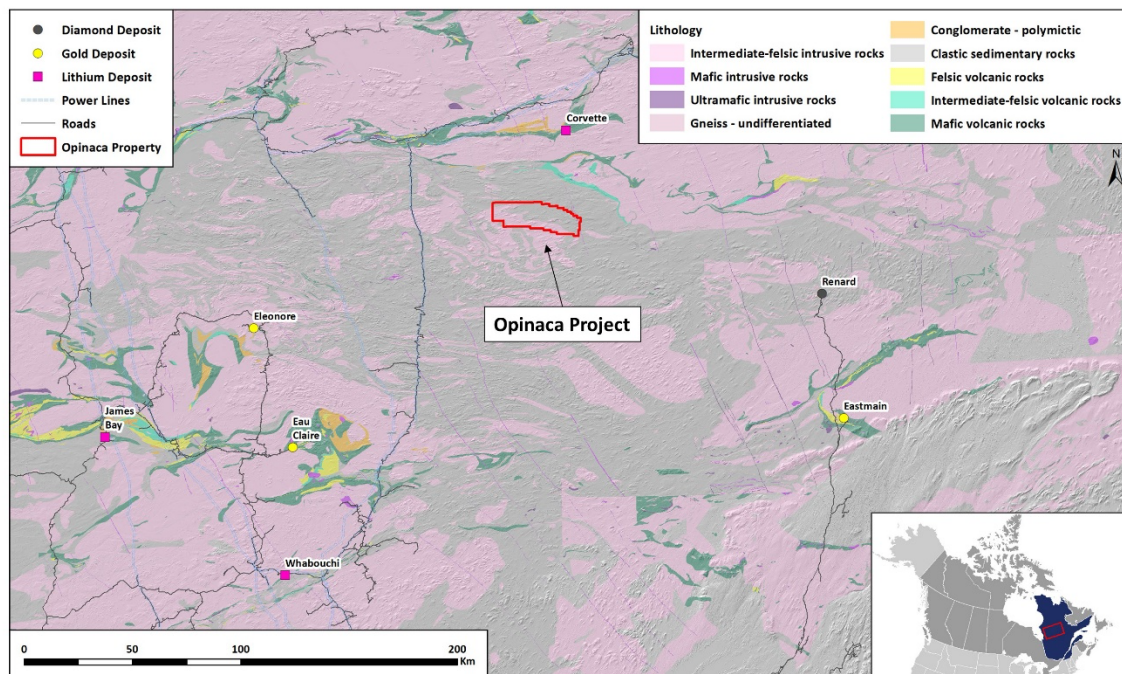 Diamond Deposit
Gold Deposit
Lithium Deposit
Power Lines
Roads
Opinaca Property
Lithology
Intermediate-felsic intrusive rocks
Mafic intrusive rocks
Ultramafic intrusive rocks
Gneiss - undifferentiated
Conglomerate - polymictic
Clastic sedimentary rocks
Felsic volcanic rocks
Intermediate-felsic volcanic rocks
Mafic volcanic rocks
N
Corvette
Renard
Opinaca Project
Eleonore
James
Bay
Eau
Claire
Eastmain
Whabouchi
0 50 100 200
Km